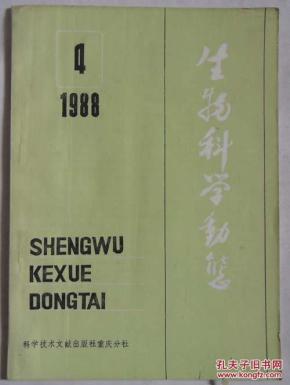 4
1988
生物科学動態
SHENGWU
KEXUE
DONGTAI
科学技术文献出版社重庆分社
孔夫子旧书网